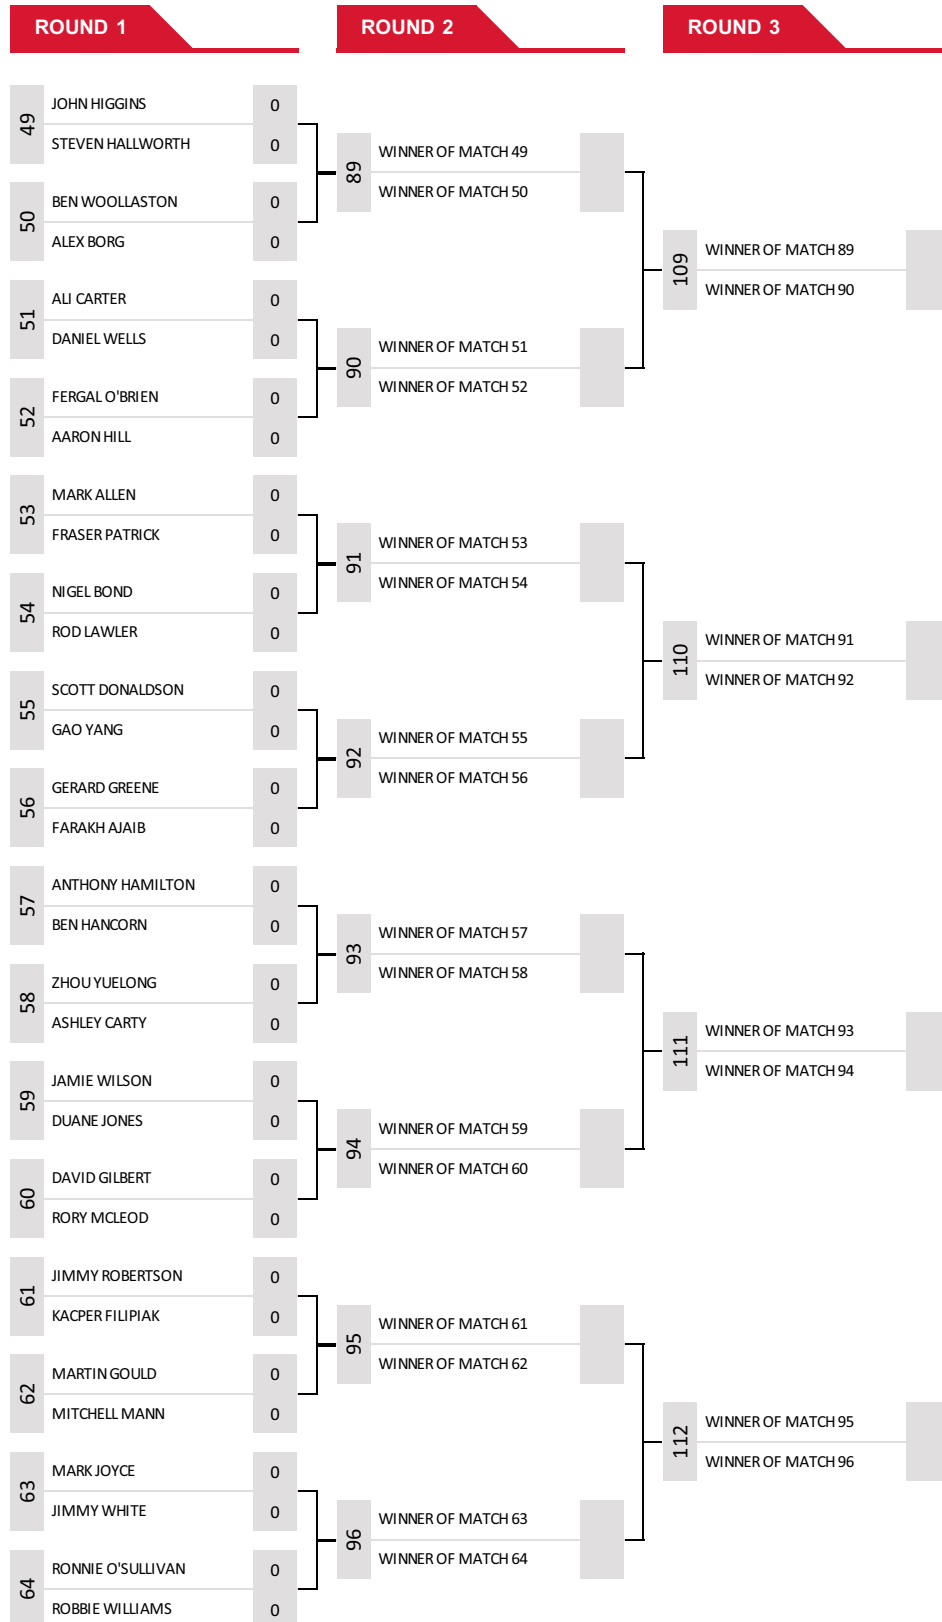 ROUND 1
ROUND 2
ROUND 3
49
JOHN HIGGINS 0
STEVEN HALLWORTH 0
50
BEN WOOLLASTON 0
ALEX BORG 0
51
ALI CARTER 0
DANIEL WELLS 0
52
FERGAL O'BRIEN 0
AARON HILL 0
53
MARK ALLEN 0
FRASER PATRICK 0
54
NIGEL BOND 0
ROD LAWLER 0
55
SCOTT DONALDSON 0
GAO YANG 0
56
GERARD GREENE 0
FARAKH AJAIB 0
57
ANTHONY HAMILTON 0
BEN HANCORN 0
58
ZHOU YUELONG 0
ASHLEY CARTY 0
59
JAMIE WILSON 0
DUANE JONES 0
60
DAVID GILBERT 0
RORY MCLEOD 0
61
JIMMY ROBERTSON 0
KACPER FILIPIAK 0
62
MARTIN GOULD 0
MITCHELL MANN 0
63
MARK JOYCE 0
JIMMY WHITE 0
64
RONNIE O'SULLIVAN 0
ROBBIE WILLIAMS 0
89
WINNER OF MATCH 49
WINNER OF MATCH 50
90
WINNER OF MATCH 51
WINNER OF MATCH 52
91
WINNER OF MATCH 53
WINNER OF MATCH 54
92
WINNER OF MATCH 55
WINNER OF MATCH 56
93
WINNER OF MATCH 57
WINNER OF MATCH 58
94
WINNER OF MATCH 59
WINNER OF MATCH 60
95
WINNER OF MATCH 61
WINNER OF MATCH 62
96
WINNER OF MATCH 63
WINNER OF MATCH 64
109
WINNER OF MATCH 89
WINNER OF MATCH 90
110
WINNER OF MATCH 91
WINNER OF MATCH 92
111
WINNER OF MATCH 93
WINNER OF MATCH 94
112
WINNER OF MATCH 95
WINNER OF MATCH 96